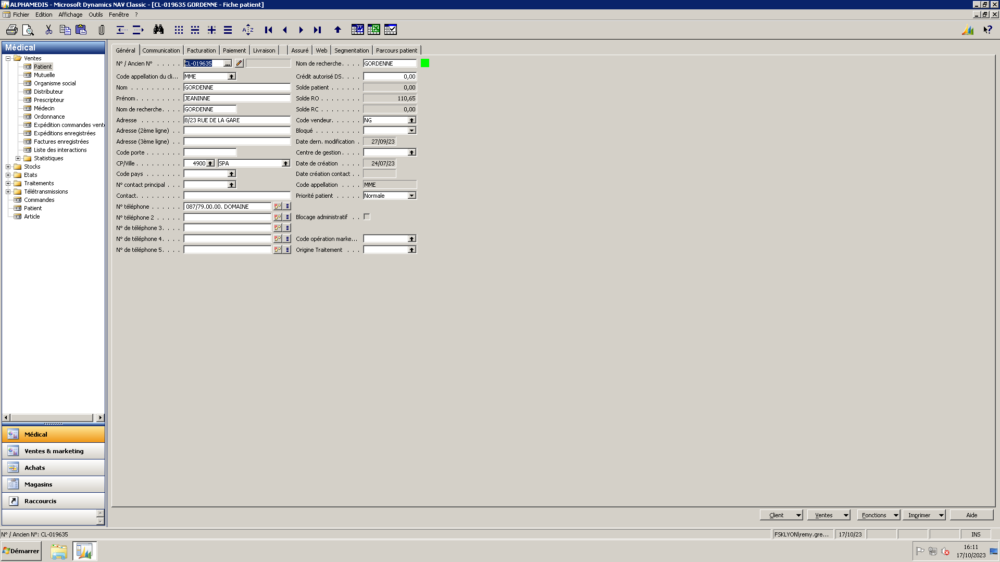 ALPHAMEDIS - Microsoft Dynamics NAV Classic - [CL-019635 GORDENNE - Fiche patient]
Fichier Edition Affichage Outils Fenêtre ?
Médical
Ventes
Patient
Mutuelle
Organisme social
Distributeur
Prescripteur
Médecin
Ordonnance
Expédition commandes vent
Expéditions enregistrées
Factures enregistrées
Liste des interactions
Statistiques
Stocks
Etats
Traitements
Télétransmissions
Commandes
Patient
Article
Médical
Ventes & marketing
Achats
Magasins
Raccourcis
Général Communication Facturation Paiement Livraison Assuré Web Segmentation Parcours patient
N° / Ancien N° . . . . . CL-019635 ...
Code appellation du cli... MME
Nom . . . . . . . . . . GORDENNE
Prénom . . . . . . . . . JEANINNE
Nom de recherche . . . . GORDENNE
Adresse . . . . . . . . 8/23 RUE DE LA GARE
Adresse (2ème ligne) . .
Adresse (3ème ligne) . .
Code porte . . . . . . .
CP/Ville . . . . . . . . . 4900 SPA
Code pays . . . . . . .
N° contact principal . . .
Contact . . . . . . . . .
N° téléphone . . . . . . 087/79.00.00. DOMAINE
N° téléphone 2 . . . . .
N° de téléphone 3 . . . .
N° de téléphone 4 . . . .
N° de téléphone 5 . . . .
Nom de recherche . . . . GORDENNE
Crédit autorisé DS . . . . 0,00
Solde patient . . . . . . 0,00
Solde RO . . . . . . . . 110,65
Solde RC . . . . . . . . 0,00
Code vendeur . . . . . . NG
Bloqué . . . . . . . . .
Date dern. modification . 27/09/23
Centre de gestion . . . .
Date de création . . . . 24/07/23
Date création contact . .
Code appellation . . . . MME
Priorité patient . . . . . Normale
Blocage administratif . .
Code opération marke...
Origine Traitement . . .
Client Ventes Fonctions Imprimer Aide
N° / Ancien N°: CL-019635
FSKLYON\remy.gre... 17/10/23 INS
Démarrer
16:11
17/10/2023